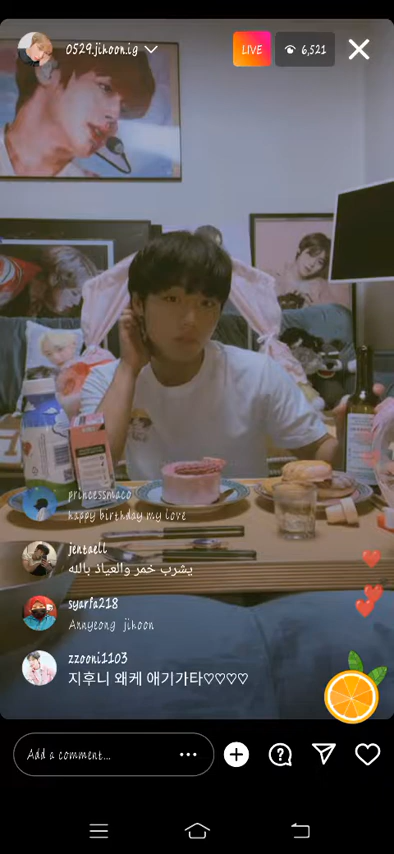 0529.jihoon.ig
LIVE
6,521
princessmaco
happy birthday my love
jentaell
يشرب خمر والعياذ بالله
syarfa218
Annyeong jihoon
zzooni1103
지후니 왜케 애기가타♡♡♡♡
Add a comment...